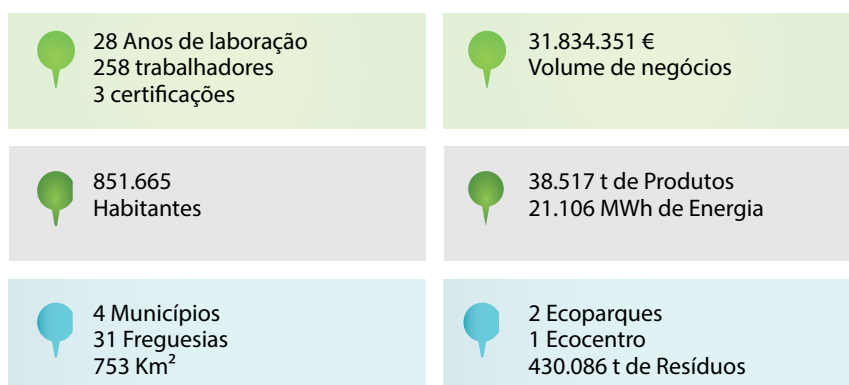 28 Anos de laboração
258 trabalhadores
3 certificações
31.834.351 €
Volume de negócios
851.665
Habitantes
38.517 t de Produtos
21.106 MWh de Energia
4 Municípios
31 Freguesias
753 Km²
2 Ecoparques
1 Ecocentro
430.086 t de Resíduos